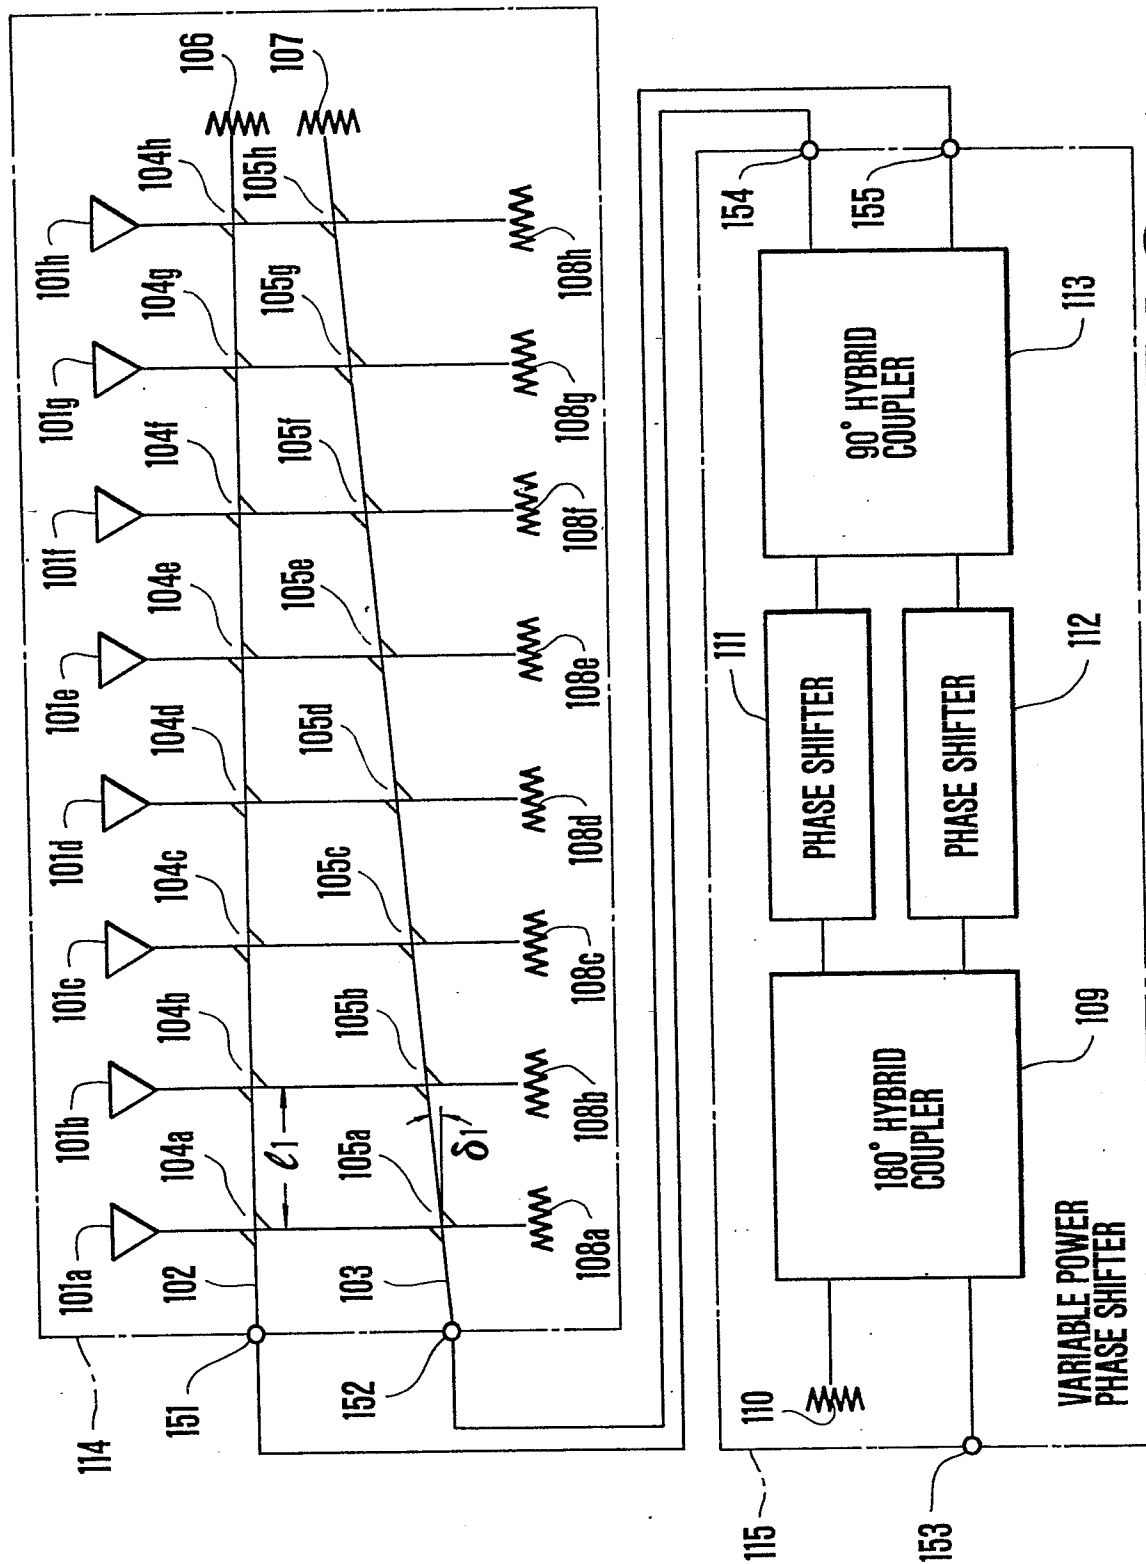 101a
101b
101c
101d
101e
101f
101g
101h
102
104a
104b
104c
104d
104e
104f
104g
104h
106
ℓ1
103
105a
105b
105c
105d
105e
105f
105g
105h
107
δ1
151
152
114
108a
108b
108c
108d
108e
108f
108g
108h
110
153
115
180° HYBRID
COUPLER
109
PHASE SHIFTER
111
PHASE SHIFTER
112
90° HYBRID
COUPLER
113
154
155
VARIABLE POWER
PHASE SHIFTER